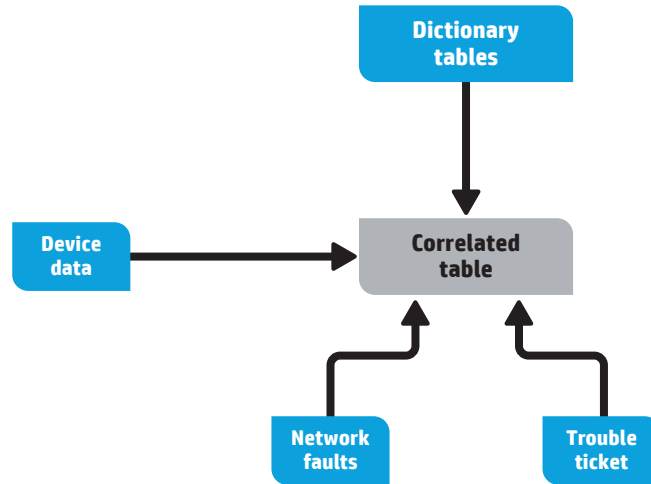 Dictionary
tables
Correlated
table
Device
data
Network
faults
Trouble
ticket